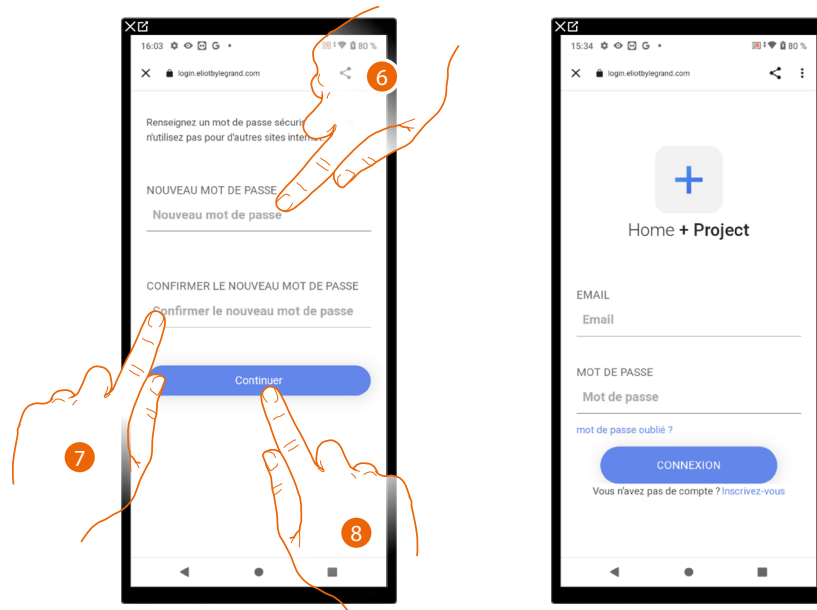 16:03 G • 80 %
login.eliotbylegrand.com
6
Renseignez un mot de passe sécuris
n'utilisez pas pour d'autres sites inter
NOUVEAU MOT DE PASSE
Nouveau mot de passe
CONFIRMER LE NOUVEAU MOT DE PASSE
Confirmer le nouveau mot de passe
Continuer
7
8
15:34 G • 80 %
login.eliotbylegrand.com
Home + Project
EMAIL
Email
MOT DE PASSE
Mot de passe
mot de passe oublié ?
CONNEXION
Vous n'avez pas de compte ? Inscrivez-vous